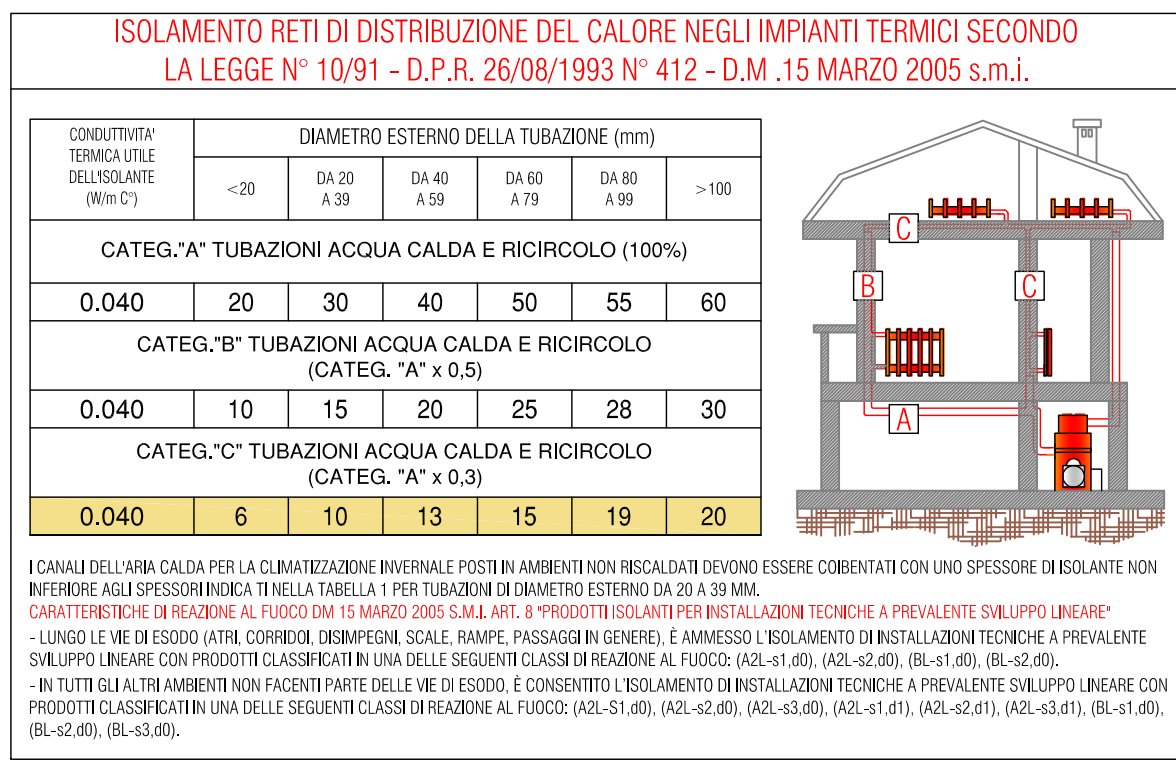 ISOLAMENTO RETI DI DISTRIBUZIONE DEL CALORE NEGLI IMPIANTI TERMICI SECONDO
LA LEGGE N° 10/91 - D.P.R. 26/08/1993 N° 412 - D.M .15 MARZO 2005 s.m.i.
CONDUTTIVITA'
TERMICA UTILE
DELL'ISOLANTE
(W/m C°)
DIAMETRO ESTERNO DELLA TUBAZIONE (mm)
<20
DA 20
A 39
DA 40
A 59
DA 60
A 79
DA 80
A 99
>100
CATEG."A" TUBAZIONI ACQUA CALDA E RICIRCOLO (100%)
0.040 20 30 40 50 55 60
CATEG."B" TUBAZIONI ACQUA CALDA E RICIRCOLO
(CATEG. "A" x 0,5)
0.040 10 15 20 25 28 30
CATEG."C" TUBAZIONI ACQUA CALDA E RICIRCOLO
(CATEG. "A" x 0,3)
0.040 6 10 13 15 19 20
C
B
C
A
I CANALI DELL'ARIA CALDA PER LA CLIMATIZZAZIONE INVERNALE POSTI IN AMBIENTI NON RISCALDATI DEVONO ESSERE COIBENTATI CON UNO SPESSORE DI ISOLANTE NON
INFERIORE AGLI SPESSORI INDICA TI NELLA TABELLA 1 PER TUBAZIONI DI DIAMETRO ESTERNO DA 20 A 39 MM.
CARATTERISTICHE DI REAZIONE AL FUOCO DM 15 MARZO 2005 S.M.I. ART. 8 "PRODOTTI ISOLANTI PER INSTALLAZIONI TECNICHE A PREVALENTE SVILUPPO LINEARE"
- LUNGO LE VIE DI ESODO (ATRI, CORRIDOI, DISIMPEGNI, SCALE, RAMPE, PASSAGGI IN GENERE), È AMMESSO L'ISOLAMENTO DI INSTALLAZIONI TECNICHE A PREVALENTE
SVILUPPO LINEARE CON PRODOTTI CLASSIFICATI IN UNA DELLE SEGUENTI CLASSI DI REAZIONE AL FUOCO: (A2L-s1,d0), (A2L-s2,d0), (BL-s1,d0), (BL-s2,d0).
- IN TUTTI GLI ALTRI AMBIENTI NON FACENTI PARTE DELLE VIE DI ESODO, È CONSENTITO L'ISOLAMENTO DI INSTALLAZIONI TECNICHE A PREVALENTE SVILUPPO LINEARE CON
PRODOTTI CLASSIFICATI IN UNA DELLE SEGUENTI CLASSI DI REAZIONE AL FUOCO: (A2L-S1,d0), (A2L-s2,d0), (A2L-s3,d0), (A2L-s1,d1), (A2L-s2,d1), (A2L-s3,d1), (BL-s1,d0),
(BL-s2,d0), (BL-s3,d0).